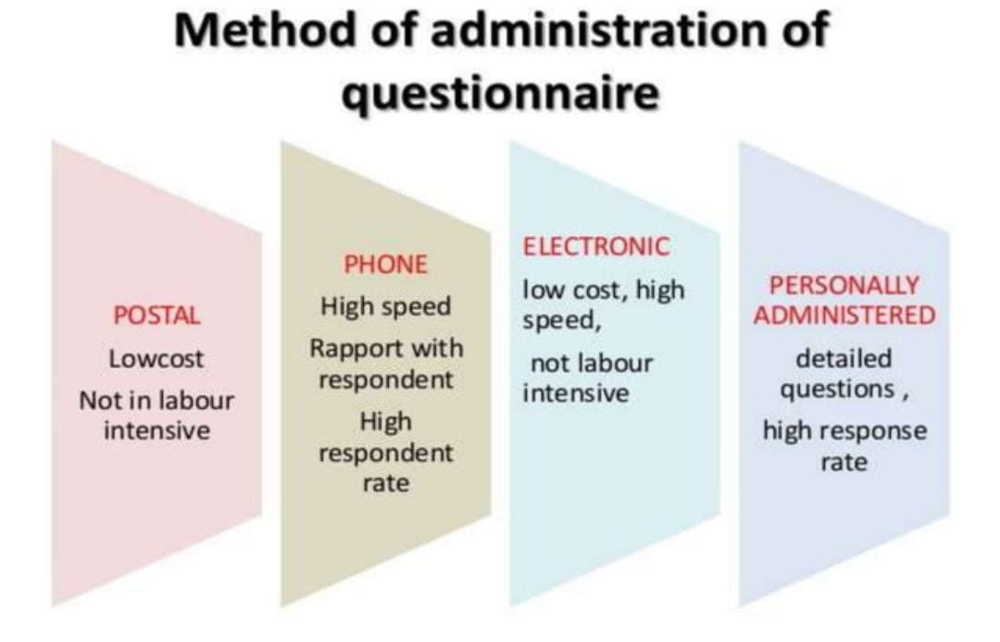 Method of administration of
questionnaire
POSTAL
Lowcost
Not in labour
intensive
PHONE
High speed
Rapport with
respondent
High
respondent
rate
ELECTRONIC
low cost, high
speed,
not labour
intensive
PERSONALLY
ADMINISTERED
detailed
questions ,
high response
rate